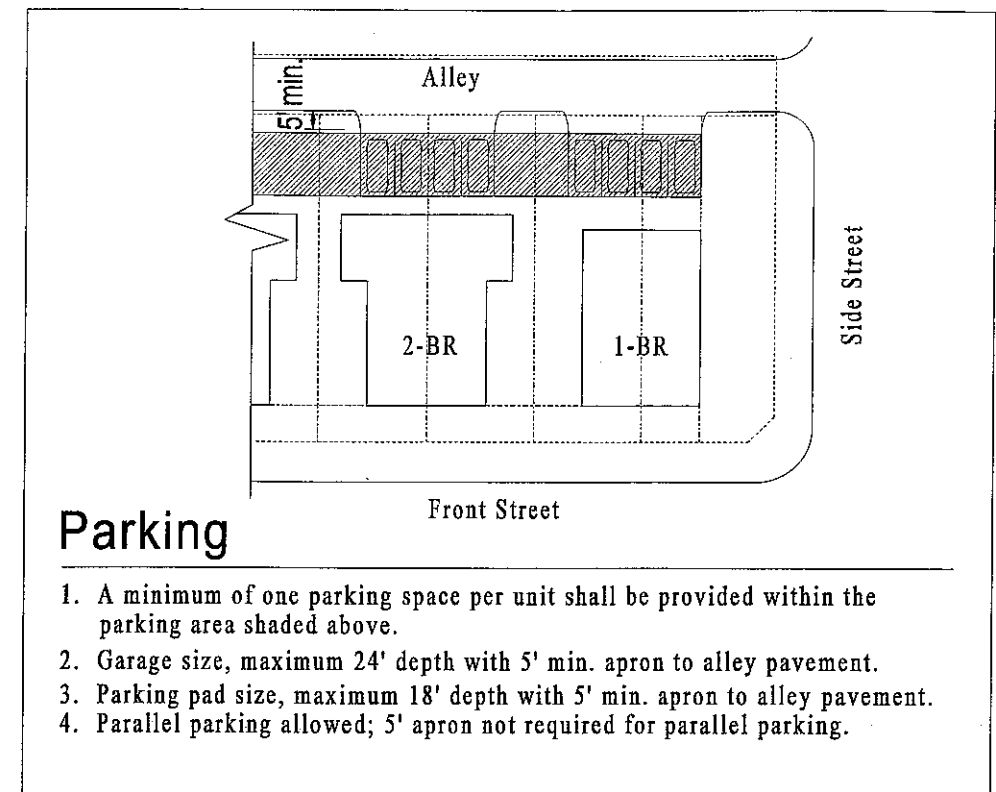 Alley
5' min.
2-BR
1-BR
Side Street
Front Street
Parking
1. A minimum of one parking space per unit shall be provided within the
parking area shaded above.
2. Garage size, maximum 24' depth with 5' min. apron to alley pavement.
3. Parking pad size, maximum 18' depth with 5' min. apron to alley pavement.
4. Parallel parking allowed; 5' apron not required for parallel parking.